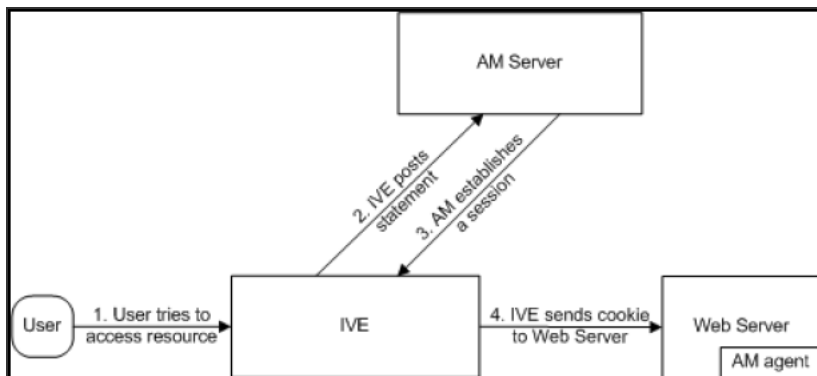 AM Server
2. IVE posts
statement
3. AM establishes
a session
User
1. User tries to
access resource
IVE
4. IVE sends cookie
to Web Server
Web Server
AM agent